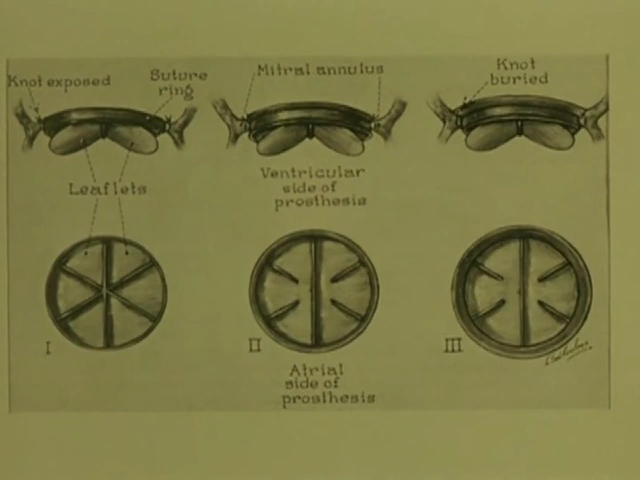 Knot exposed
Suture
ring
Mitral annulus
Knot
buried
Leaflets
Ventricular
side of
prosthesis
I
II
III
Atrial
side of
prosthesis